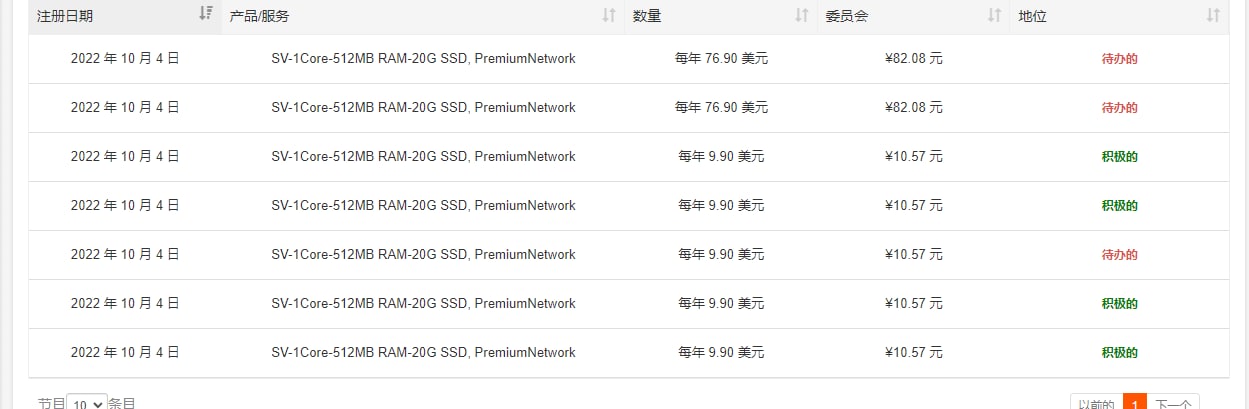 注册日期 产品/服务 数量 委员会 地位
2022 年 10 月 4 日 SV-1Core-512MB RAM-20G SSD, PremiumNetwork 每年 76.90 美元 ¥82.08 元 待办的
2022 年 10 月 4 日 SV-1Core-512MB RAM-20G SSD, PremiumNetwork 每年 76.90 美元 ¥82.08 元 待办的
2022 年 10 月 4 日 SV-1Core-512MB RAM-20G SSD, PremiumNetwork 每年 9.90 美元 ¥10.57 元 积极的
2022 年 10 月 4 日 SV-1Core-512MB RAM-20G SSD, PremiumNetwork 每年 9.90 美元 ¥10.57 元 积极的
2022 年 10 月 4 日 SV-1Core-512MB RAM-20G SSD, PremiumNetwork 每年 9.90 美元 ¥10.57 元 待办的
2022 年 10 月 4 日 SV-1Core-512MB RAM-20G SSD, PremiumNetwork 每年 9.90 美元 ¥10.57 元 积极的
2022 年 10 月 4 日 SV-1Core-512MB RAM-20G SSD, PremiumNetwork 每年 9.90 美元 ¥10.57 元 积极的
节目 10 条目 以前的 1 下一个